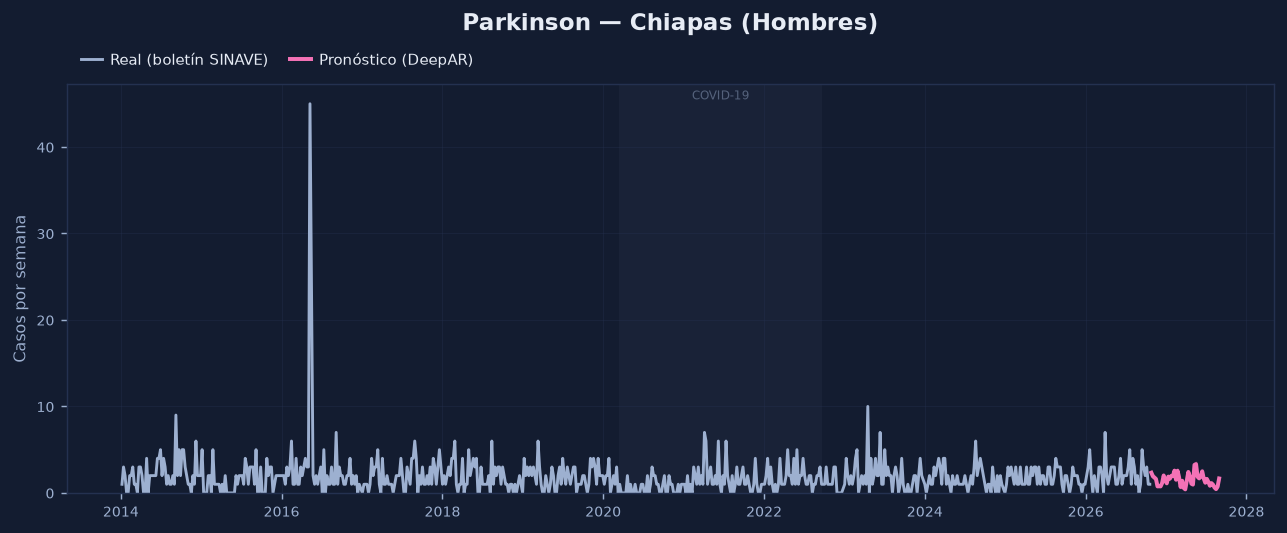 Parkinson — Chiapas (Hombres)
Real (boletín SINAVE)
Pronóstico (DeepAR)
COVID-19
Casos por semana
40
30
20
10
0
2014
2016
2018
2020
2022
2024
2026
2028